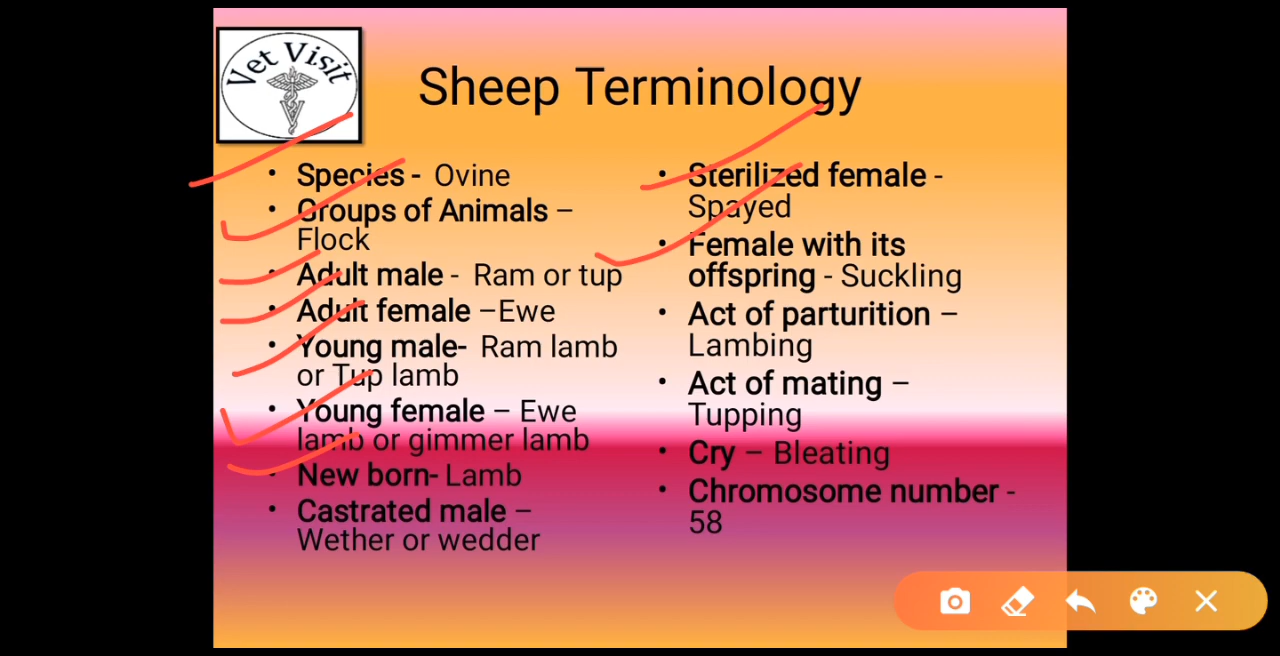 Vet Visit
Sheep Terminology
• Species - Ovine
• Groups of Animals –
Flock
• Adult male - Ram or tup
• Adult female –Ewe
• Young male- Ram lamb
or Tup lamb
• Young female – Ewe
lamb or gimmer lamb
• New born- Lamb
• Castrated male –
Wether or wedder
• Sterilized female -
Spayed
• Female with its
offspring - Suckling
• Act of parturition –
Lambing
• Act of mating –
Tupping
• Cry – Bleating
• Chromosome number -
58